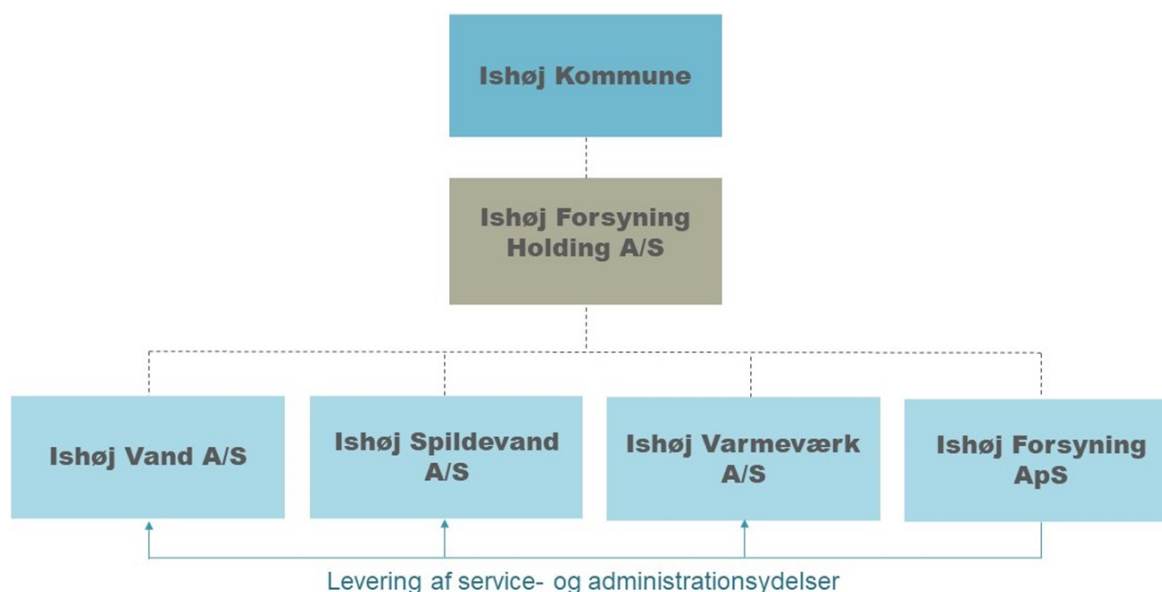 Ishøj Kommune
Ishøj Forsyning
Holding A/S
Ishøj Vand A/S
Ishøj Spildevand
A/S
Ishøj Varmeværk
A/S
Ishøj Forsyning
ApS
Levering af service- og administrationsydelser